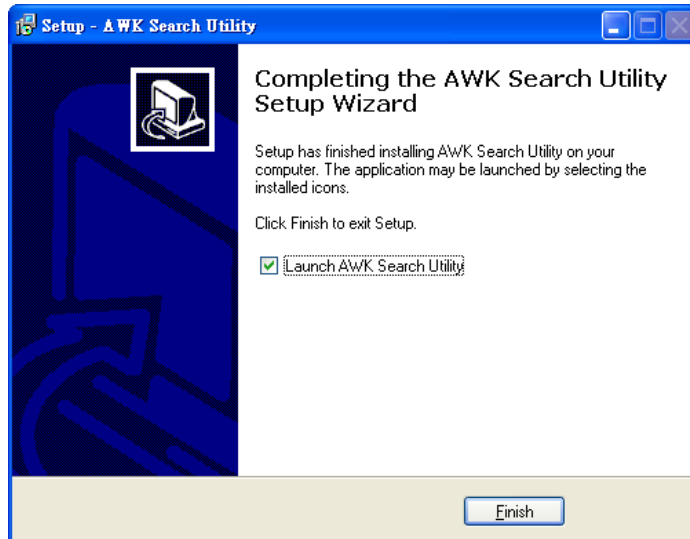 Setup - AWK Search Utility
Completing the AWK Search Utility
Setup Wizard
Setup has finished installing AWK Search Utility on your
computer. The application may be launched by selecting the
installed icons.
Click Finish to exit Setup.
Launch AWK Search Utility
Finish